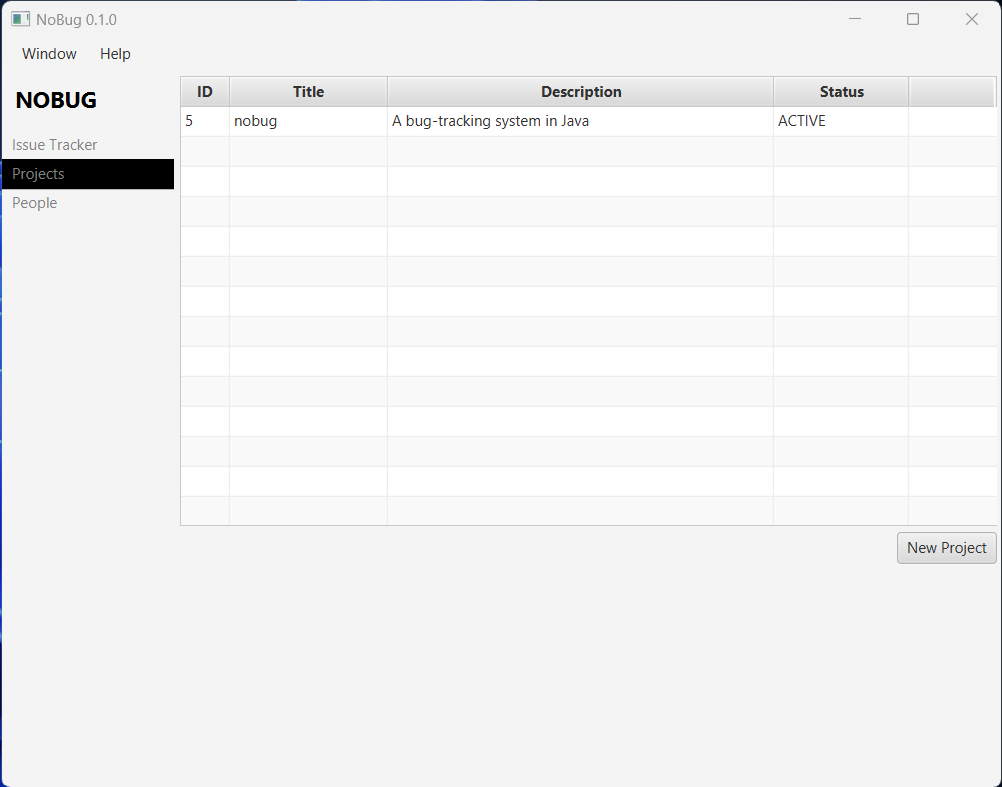 NoBug 0.1.0
Window Help
NOBUG
Issue Tracker
Projects
People
ID Title Description Status
5 nobug A bug-tracking system in Java ACTIVE
New Project